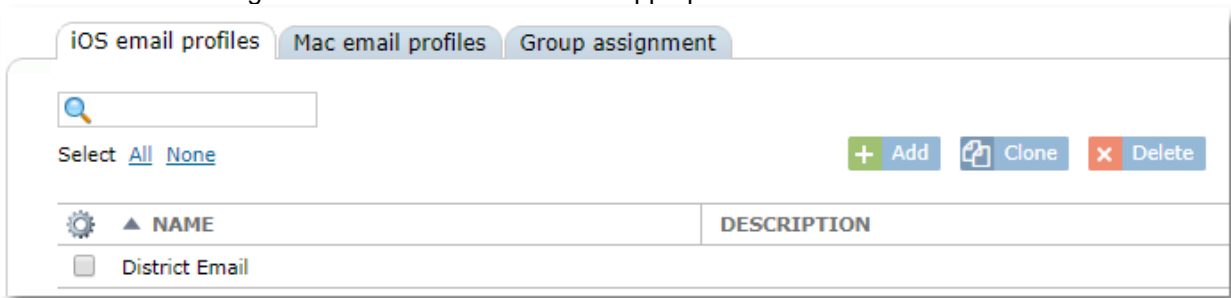 iOS email profiles Mac email profiles Group assignment
Select All None
+ Add Clone × Delete
▲ NAME DESCRIPTION
District Email